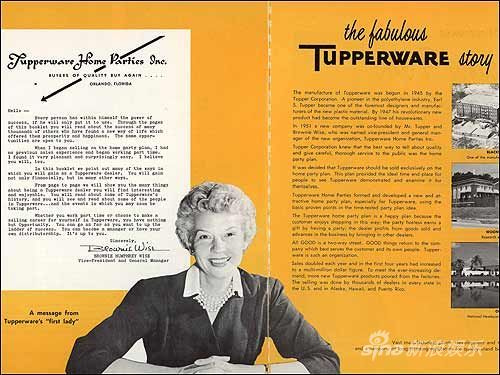 Tupperware Home Parties Inc.
BUYERS OF QUALITY BUY AGAIN . . . .
ORLANDO, FLORIDA
Hello --
Every person has within himself the power of
success, if he will only put it to use. Through the pages
of this booklet you will read about the success of many
thousands of others who have found a new way of life which
offered them prosperity and happiness. The same oppor-
tunities are open to you.
When I began selling on the home party plan, I had
no previous sales experience and began working part time.
I found it very pleasant and surprisingly easy. I believe
you will, too.
In this booklet we point out many of the ways in
which you will gain as a Tupperware dealer. You will gain
not only financially, but in many other ways.
From page to page we will show you the many things
about being a Tupperware dealer you will find interesting
and helpful. You will read about individual success
history, and you will see and read about some of the people
in Tupperware...even the awards in which you may soon be
taking part.
Whether you work part time or choose to make a
selling career for yourself in Tupperware, you have nothing
but Opportunity. You can go as far as you want to up the
ladder of success. You can become a manager or have your
own distributorship. It's up to you.
Sincerely,
Brownie Wise
BROWNIE HUMPHREY WISE
Vice-President and General Manager
A message from
Tupperware's "first lady"
the fabulous
TUPPERWARE story
The manufacture of Tupperware was begun in 1945 by the
Tupper Corporation. A pioneer in the polyethylene industry, Earl
S. Tupper became one of the foremost designers and manufac-
turers of the new plastic material. By 1951 his revolutionary new
product had become the outstanding line of housewares.
In 1951 a new company was co-founded by Mr. Tupper and
Brownie Wise, who was named vice-president and general man-
ager of the new organization, Tupperware Home Parties Inc.
Tupper Corporation knew that the best way to tell about quality,
and give careful, thorough service to the public was the home
party plan.
It was decided that Tupperware should be sold exclusively on the
home party plan. This plan provided the ideal time and place for
people to see Tupperware demonstrated and examine it for
themselves.
Tupperware Home Parties formed and developed a new and at-
tractive home party plan, especially for Tupperware, using the
basic proven points in the time-tested party plan idea.
The Tupperware home party plan is a happy plan because the
customer enjoys shopping in this way; the party hostess earns a
gift by having a party; the dealer profits from goods sold and
advances in the business by bringing in other dealers.
All GOOD is a two-way street. GOOD things return to the com-
pany which best serves the customer and its own people. Tupper-
ware is such an organization.
Sales doubled each year and in the first four years had increased
to a multi-million dollar figure. To meet the ever-increasing de-
mand, more new Tupperware products poured from the factories.
The selling was done by thousands of dealers in every state in
the U.S. and in Alaska, Hawaii, and Puerto Rico.
One of the
National Headqu
sina